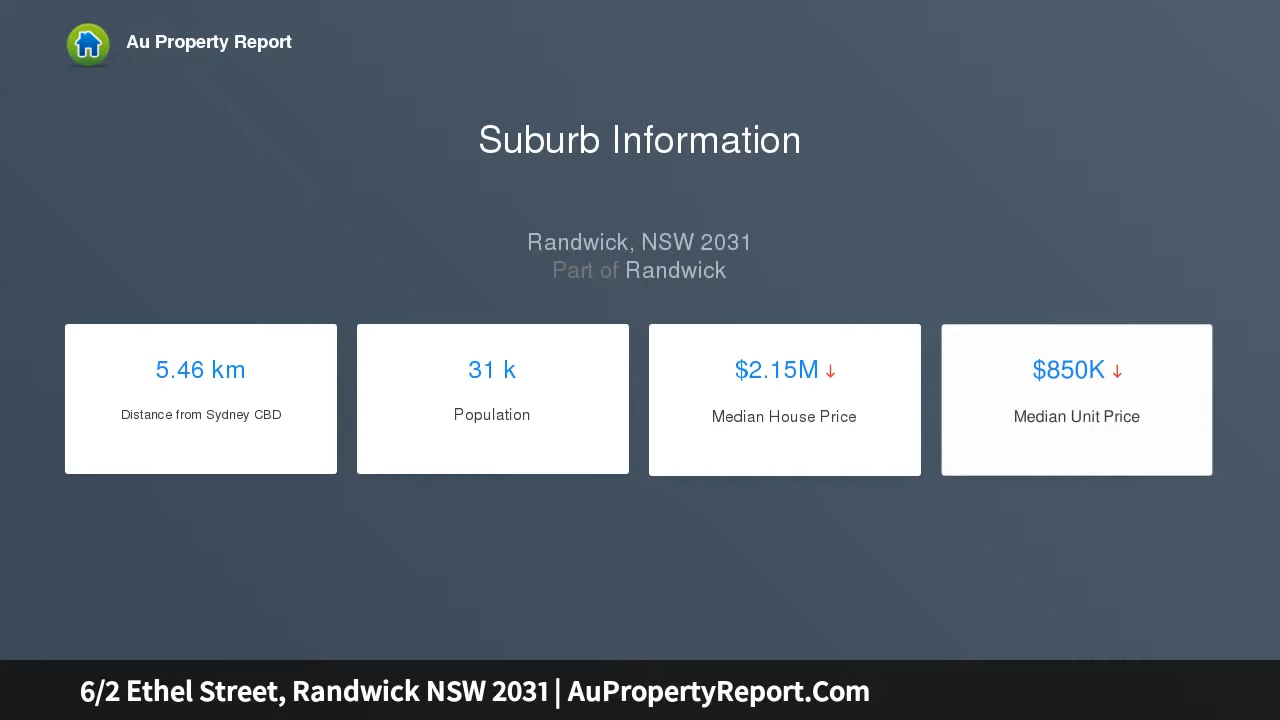 Au Property Report
Suburb Information
Randwick, NSW 2031
Part of Randwick
5.46 km
Distance from Sydney CBD
31 k
Population
$2.15M ↓
Median House Price
$850K ↓
Median Unit Price
6/2 Ethel Street, Randwick NSW 2031 | AuPropertyReport.Com